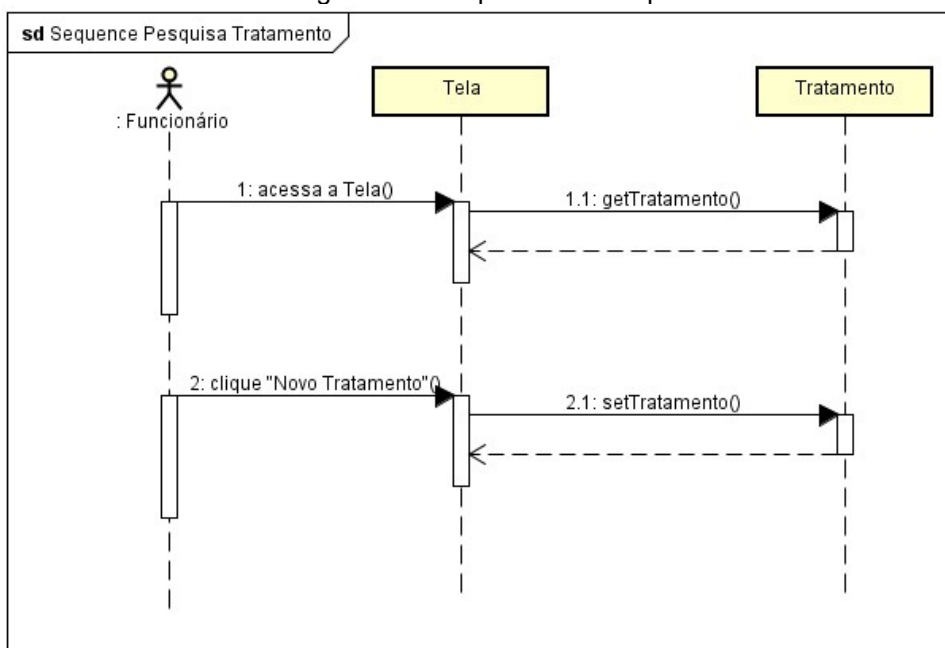 sd Sequence Pesquisa Tratamento
: Funcionário
Tela
Tratamento
1: acessa a Tela()
1.1: getTratamento()
2: clique "Novo Tratamento"()
2.1: setTratamento()